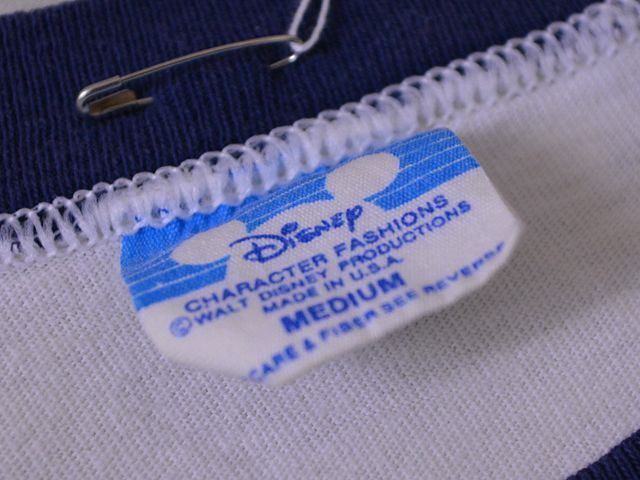 Disney
CHARACTER FASHIONS
©WALT DISNEY PRODUCTIONS
MADE IN U.S.A.
MEDIUM
CARE & FIBER SEE REVERSE